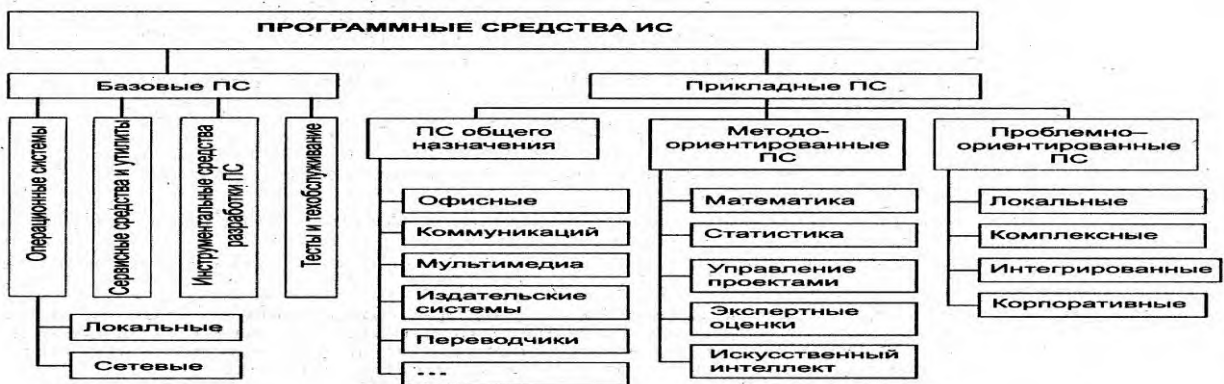 ПРОГРАММНЫЕ СРЕДСТВА ИС
Базовые ПС
Прикладные ПС
Операционные системы
Сервисные средства и утилиты
Инструментальные средства
разработки ПС
Тесты и техобслуживание
Локальные
Сетевые
ПС общего
назначения
Офисные
Коммуникаций
Мультимедиа
Издательские
системы
Переводчики
...
Методо-
ориентированные
ПС
Математика
Статистика
Управление
проектами
Экспертные
оценки
Искусственный
интеллект
Проблемно–
ориентированные
ПС
Локальные
Комплексные
Интегрированные
Корпоративные